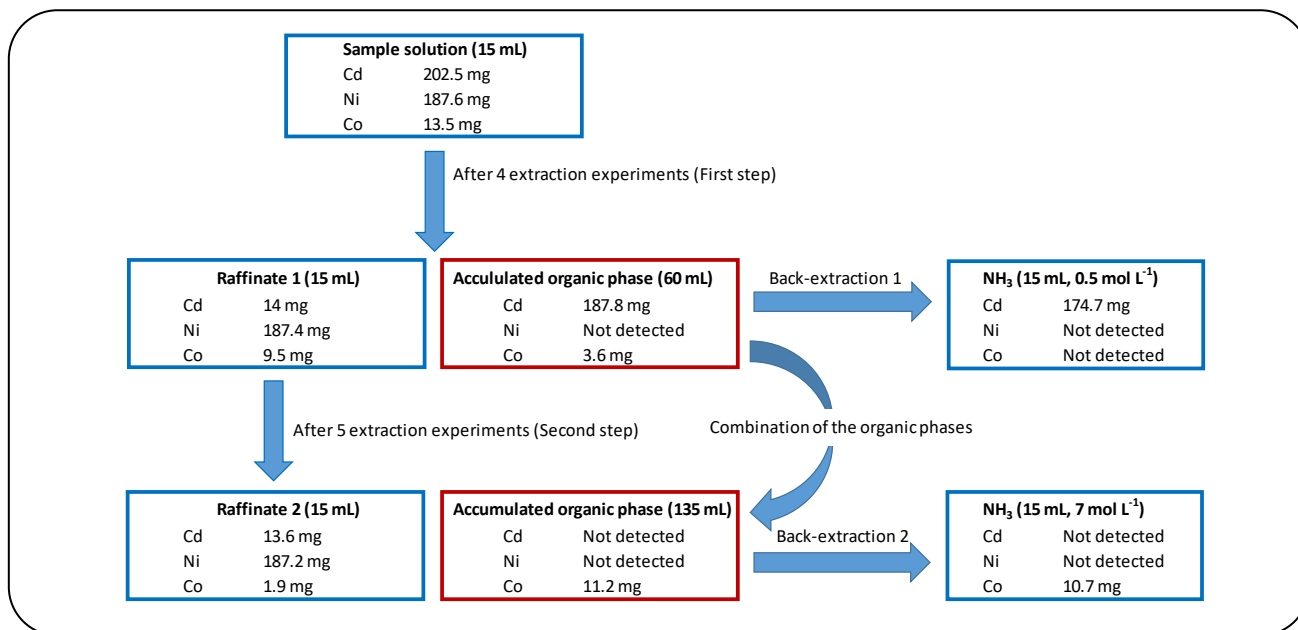 Sample solution (15 mL)
Cd 202.5 mg
Ni 187.6 mg
Co 13.5 mg
After 4 extraction experiments (First step)
Raffinate 1 (15 mL)
Cd 14 mg
Ni 187.4 mg
Co 9.5 mg
Accululated organic phase (60 mL)
Cd 187.8 mg
Ni Not detected
Co 3.6 mg
Back-extraction 1
NH₃ (15 mL, 0.5 mol L⁻¹)
Cd 174.7 mg
Ni Not detected
Co Not detected
After 5 extraction experiments (Second step)
Combination of the organic phases
Raffinate 2 (15 mL)
Cd 13.6 mg
Ni 187.2 mg
Co 1.9 mg
Accumulated organic phase (135 mL)
Cd Not detected
Ni Not detected
Co 11.2 mg
Back-extraction 2
NH₃ (15 mL, 7 mol L⁻¹)
Cd Not detected
Ni Not detected
Co 10.7 mg